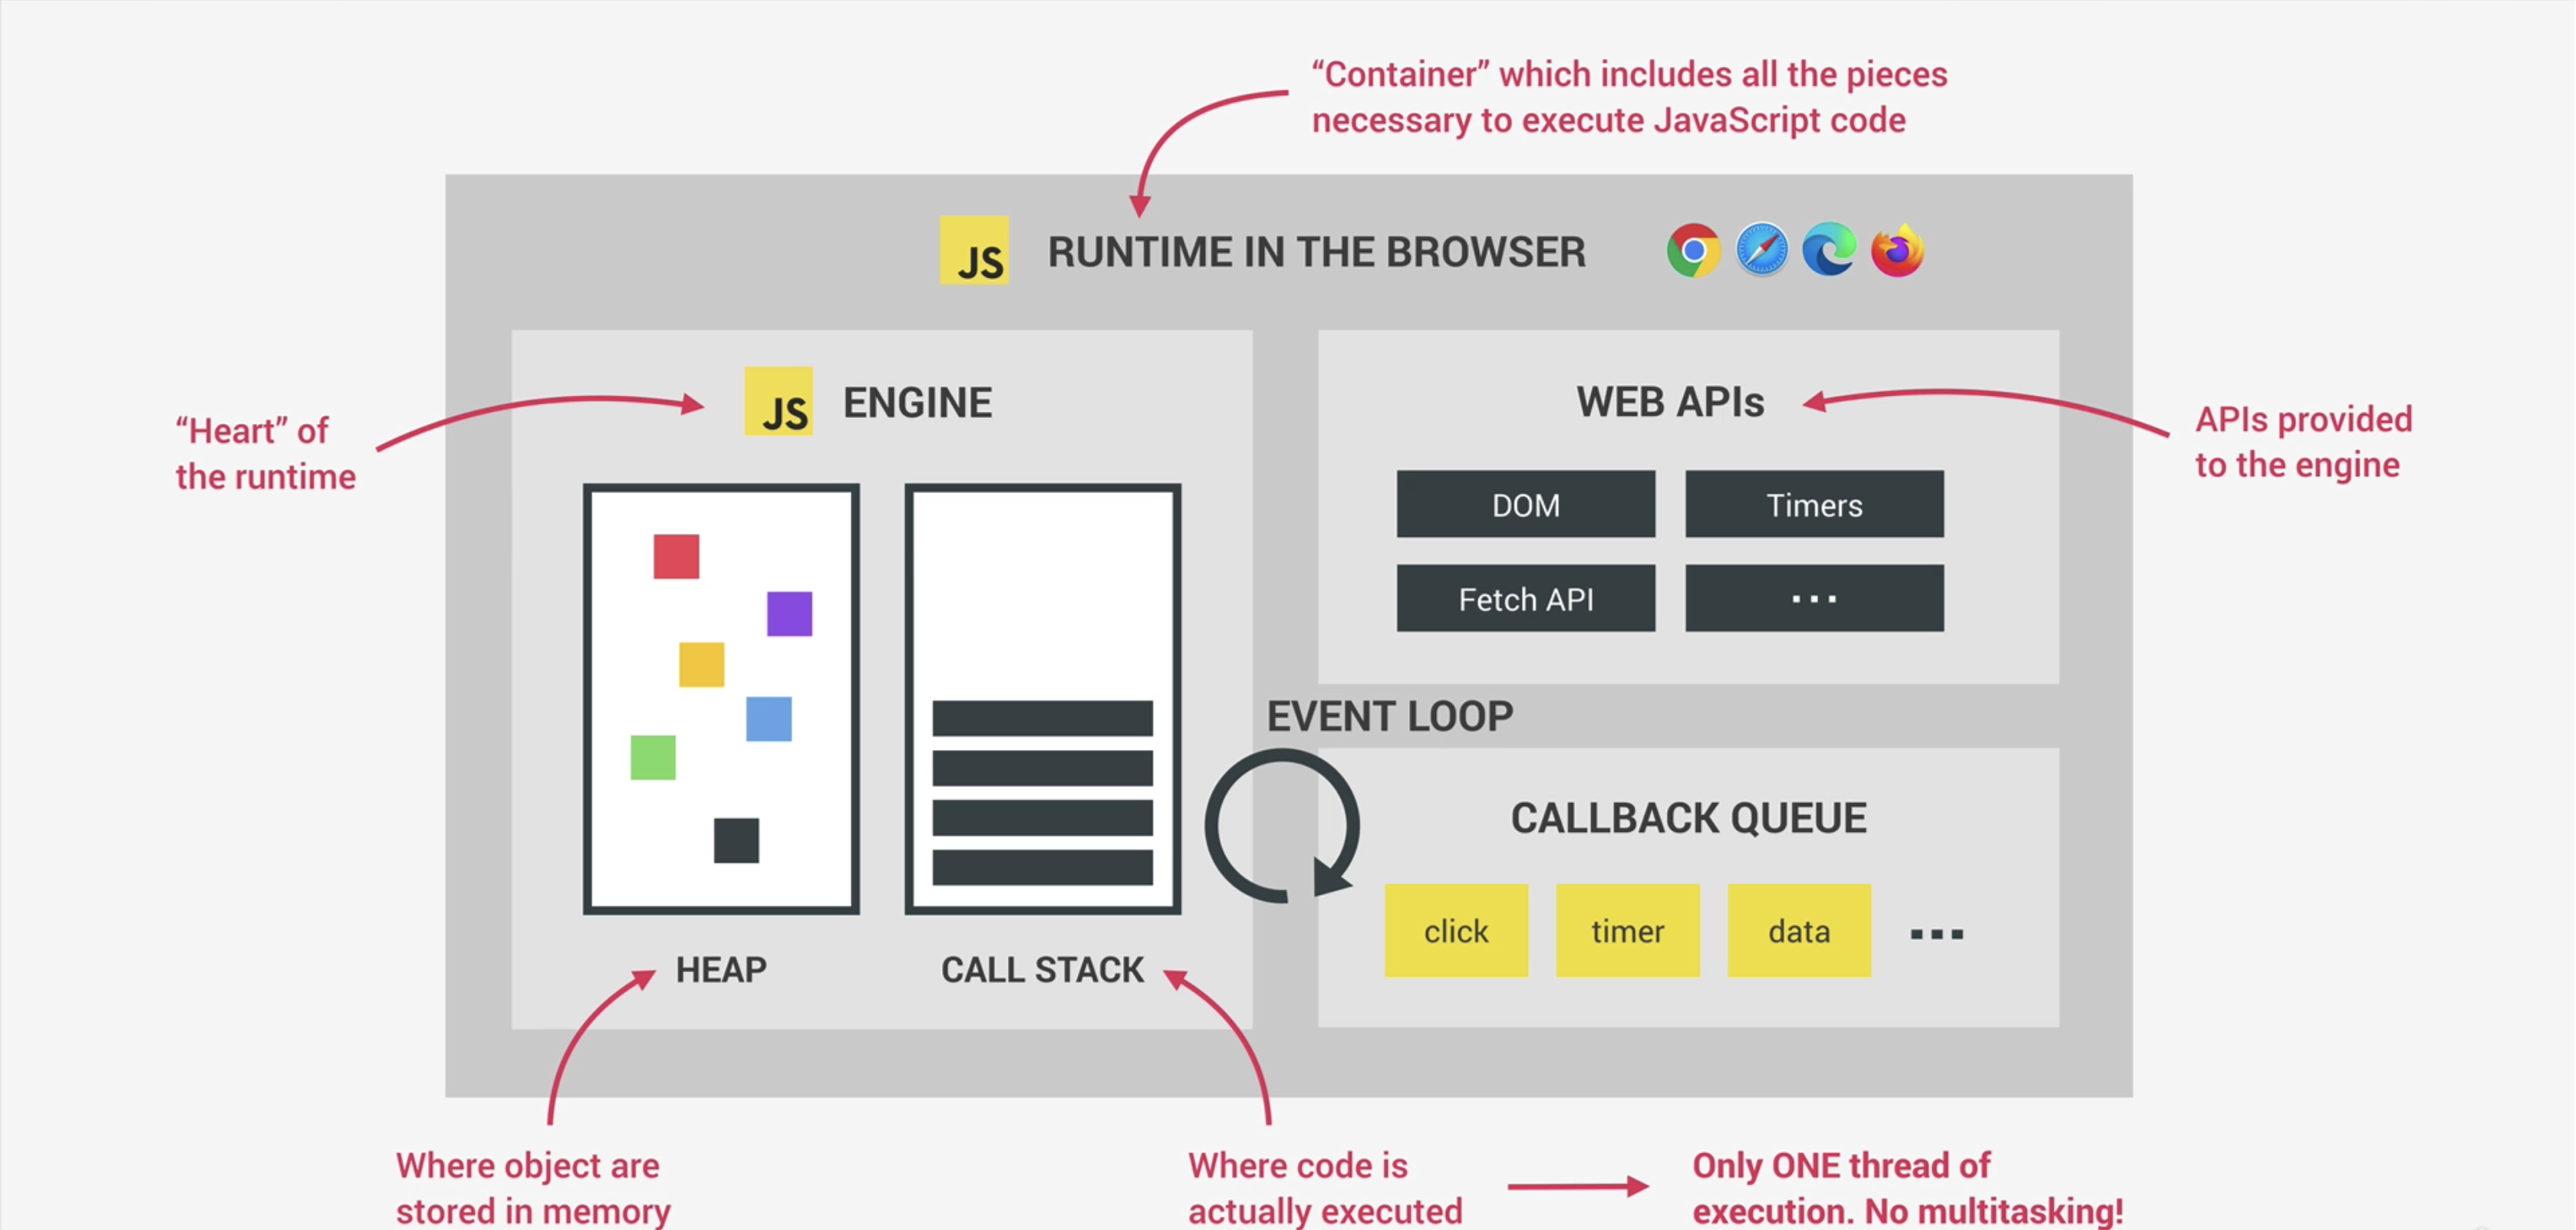 “Container” which includes all the pieces
necessary to execute JavaScript code
JS RUNTIME IN THE BROWSER
“Heart” of
the runtime
JS ENGINE
HEAP
CALL STACK
WEB APIs
DOM
Timers
Fetch API
...
APIs provided
to the engine
EVENT LOOP
CALLBACK QUEUE
click
timer
data
...
Where object are
stored in memory
Where code is
actually executed
Only ONE thread of
execution. No multitasking!